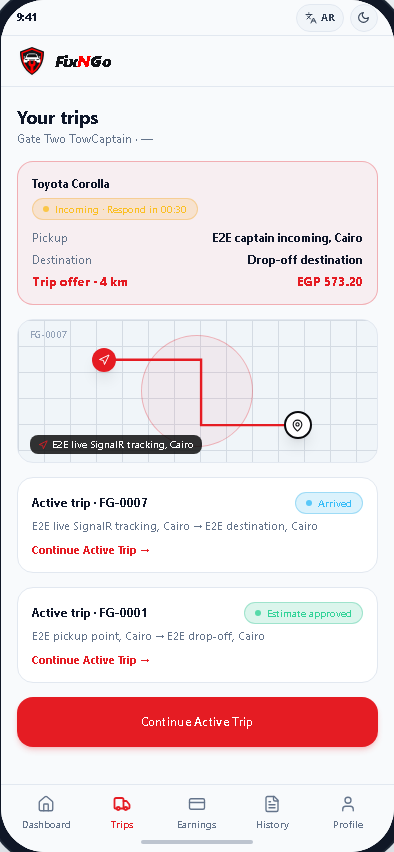 9:41
AR
FixNGo
Your trips
Gate Two TowCaptain · —
Toyota Corolla
Incoming · Respond in 00:30
Pickup E2E captain incoming, Cairo
Destination Drop-off destination
Trip offer · 4 km EGP 573.20
FG-0007
E2E live SignalR tracking, Cairo
Active trip · FG-0007 Arrived
E2E live SignalR tracking, Cairo → E2E destination, Cairo
Continue Active Trip →
Active trip · FG-0001 Estimate approved
E2E pickup point, Cairo → E2E drop-off, Cairo
Continue Active Trip →
Continue Active Trip
Dashboard Trips Earnings History Profile